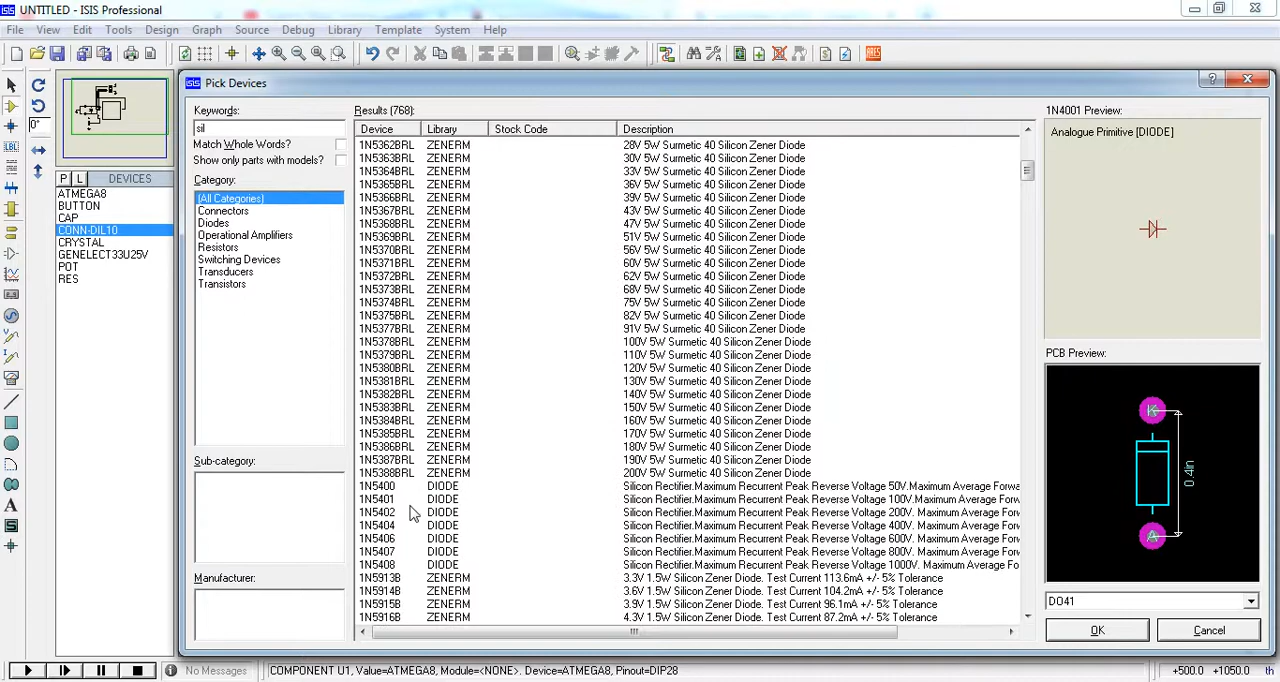 UNTITLED - ISIS Professional
File View Edit Tools Design Graph Source Debug Library Template System Help
ARES
Pick Devices
0°
LBL
P L DEVICES
ATMEGA8
BUTTON
CAP
CONN-DIL10
CRYSTAL
GENELECT33U25V
POT
RES
A
S
Keywords:
sil
Match Whole Words?
Show only parts with models?
Category:
(All Categories)
Connectors
Diodes
Operational Amplifiers
Resistors
Switching Devices
Transducers
Transistors
Sub-category:
Manufacturer:
Results (768):
Device Library Stock Code Description
1N5362BRL ZENERM 28V 5W Surmetic 40 Silicon Zener Diode
1N5363BRL ZENERM 30V 5W Surmetic 40 Silicon Zener Diode
1N5364BRL ZENERM 33V 5W Surmetic 40 Silicon Zener Diode
1N5365BRL ZENERM 36V 5W Surmetic 40 Silicon Zener Diode
1N5366BRL ZENERM 39V 5W Surmetic 40 Silicon Zener Diode
1N5367BRL ZENERM 43V 5W Surmetic 40 Silicon Zener Diode
1N5368BRL ZENERM 47V 5W Surmetic 40 Silicon Zener Diode
1N5369BRL ZENERM 51V 5W Surmetic 40 Silicon Zener Diode
1N5370BRL ZENERM 56V 5W Surmetic 40 Silicon Zener Diode
1N5371BRL ZENERM 60V 5W Surmetic 40 Silicon Zener Diode
1N5372BRL ZENERM 62V 5W Surmetic 40 Silicon Zener Diode
1N5373BRL ZENERM 68V 5W Surmetic 40 Silicon Zener Diode
1N5374BRL ZENERM 75V 5W Surmetic 40 Silicon Zener Diode
1N5375BRL ZENERM 82V 5W Surmetic 40 Silicon Zener Diode
1N5377BRL ZENERM 91V 5W Surmetic 40 Silicon Zener Diode
1N5378BRL ZENERM 100V 5W Surmetic 40 Silicon Zener Diode
1N5379BRL ZENERM 110V 5W Surmetic 40 Silicon Zener Diode
1N5380BRL ZENERM 120V 5W Surmetic 40 Silicon Zener Diode
1N5381BRL ZENERM 130V 5W Surmetic 40 Silicon Zener Diode
1N5382BRL ZENERM 140V 5W Surmetic 40 Silicon Zener Diode
1N5383BRL ZENERM 150V 5W Surmetic 40 Silicon Zener Diode
1N5384BRL ZENERM 160V 5W Surmetic 40 Silicon Zener Diode
1N5385BRL ZENERM 170V 5W Surmetic 40 Silicon Zener Diode
1N5386BRL ZENERM 180V 5W Surmetic 40 Silicon Zener Diode
1N5387BRL ZENERM 190V 5W Surmetic 40 Silicon Zener Diode
1N5388BRL ZENERM 200V 5W Surmetic 40 Silicon Zener Diode
1N5400 DIODE Silicon Rectifier.Maximum Recurrent Peak Reverse Voltage 50V.Maximum Average Forwa
1N5401 DIODE Silicon Rectifier.Maximum Recurrent Peak Reverse Voltage 100V.Maximum Average Forw
1N5402 DIODE Silicon Rectifier.Maximum Recurrent Peak Reverse Voltage 200V. Maximum Average Fo
1N5404 DIODE Silicon Rectifier.Maximum Recurrent Peak Reverse Voltage 400V. Maximum Average Fo
1N5406 DIODE Silicon Rectifier.Maximum Recurrent Peak Reverse Voltage 600V. Maximum Average Fo
1N5407 DIODE Silicon Rectifier.Maximum Recurrent Peak Reverse Voltage 800V. Maximum Average Fo
1N5408 DIODE Silicon Rectifier.Maximum Recurrent Peak Reverse Voltage 1000V. Maximum Average F
1N5913B ZENERM 3.3V 1.5W Silicon Zener Diode. Test Current 113.6mA +/- 5% Tolerance
1N5914B ZENERM 3.6V 1.5W Silicon Zener Diode. Test Current 104.2mA +/- 5% Tolerance
1N5915B ZENERM 3.9V 1.5W Silicon Zener Diode. Test Current 96.1mA +/- 5% Tolerance
1N5916B ZENERM 4.3V 1.5W Silicon Zener Diode. Test Current 87.2mA +/- 5% Tolerance
1N4001 Preview:
Analogue Primitive [DIODE]
PCB Preview:
K
0.4in
A
DO41
OK Cancel
No Messages COMPONENT U1, Value=ATMEGA8, Module=<NONE>. Device=ATMEGA8, Pinout=DIP28 +500.0 +1050.0 th